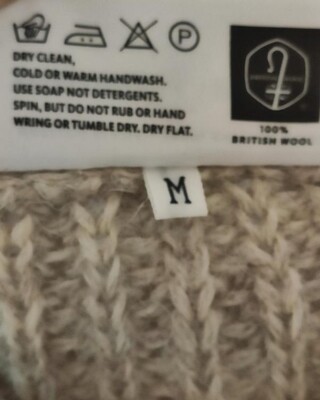 P
DRY CLEAN,
COLD OR WARM HANDWASH.
USE SOAP NOT DETERGENTS.
SPIN, BUT DO NOT RUB OR HAND
WRING OR TUMBLE DRY. DRY FLAT.
100%
BRITISH WOOL
M